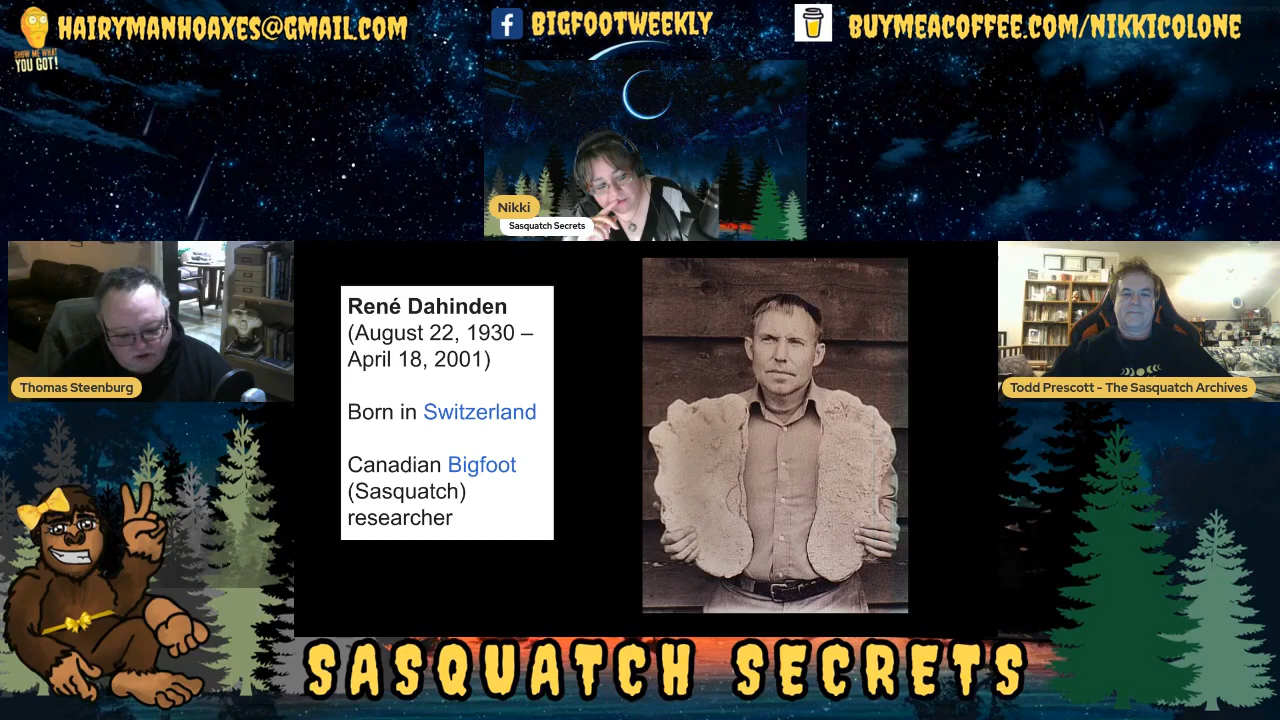 HAIRYMANHOAXES@GMAIL.COM
SHOW ME WHAT
YOU GOT!
BIGFOOTWEEKLY
BUYMEACOFFEE.COM/NIKKICOLONE
Nikki
Sasquatch Secrets
Thomas Steenburg
René Dahinden
(August 22, 1930 –
April 18, 2001)
Born in Switzerland
Canadian Bigfoot
(Sasquatch)
researcher
Todd Prescott - The Sasquatch Archives
SASQUATCH SECRETS